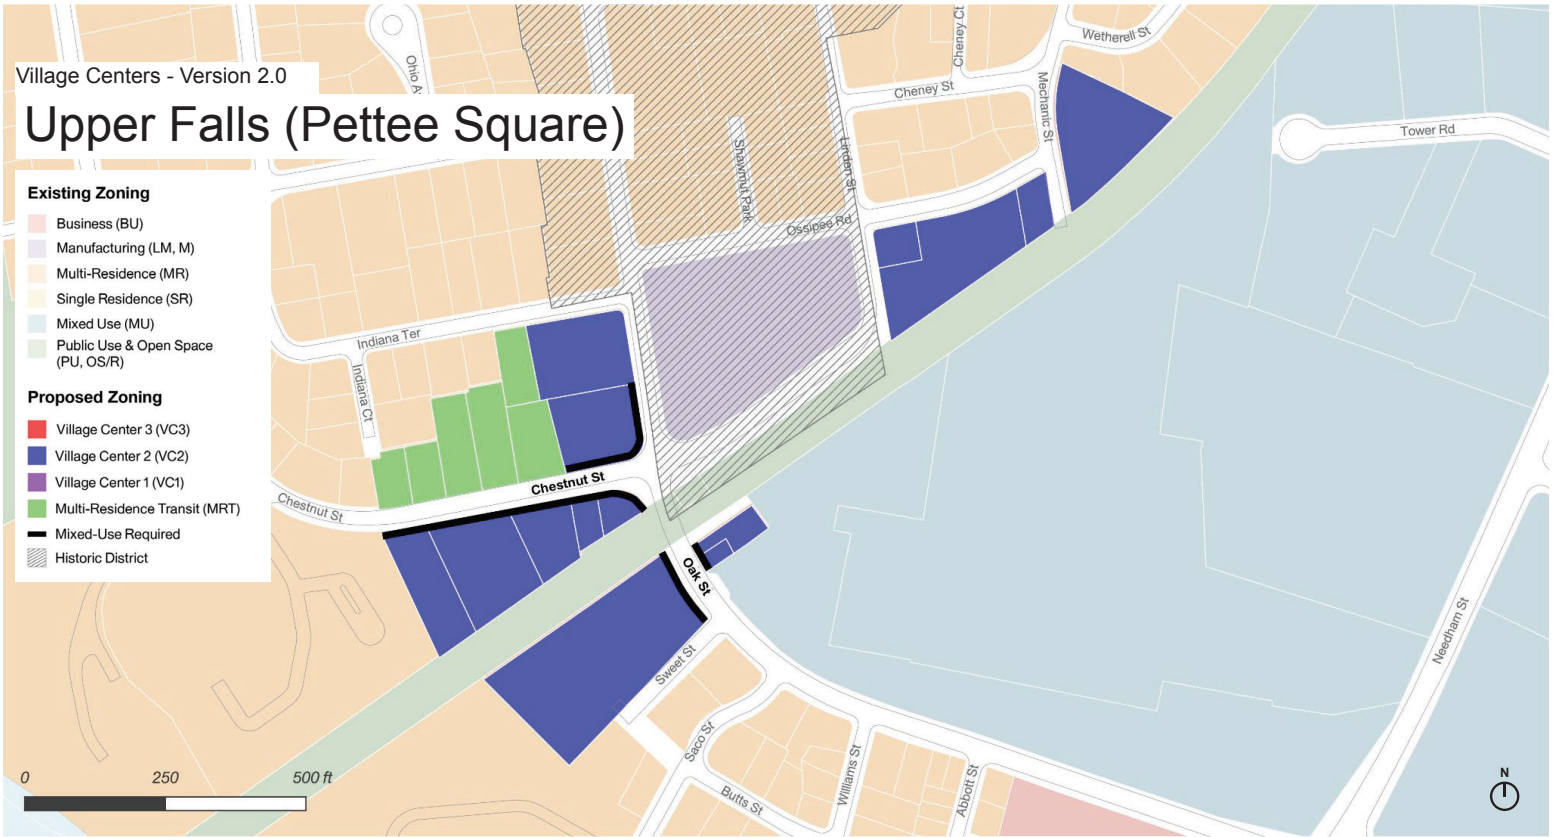 Village Centers - Version 2.0
Upper Falls (Pettee Square)
Existing Zoning
Business (BU)
Manufacturing (LM, M)
Multi-Residence (MR)
Single Residence (SR)
Mixed Use (MU)
Public Use & Open Space
(PU, OS/R)
Proposed Zoning
Village Center 3 (VC3)
Village Center 2 (VC2)
Village Center 1 (VC1)
Multi-Residence Transit (MRT)
Mixed-Use Required
Historic District
Ohio A
Cheney Ct
Wetherell St
Cheney St
Mechanic St
Tower Rd
Shawmut Park
Linden St
Ossipee Rd
Indiana Ter
Indiana Ct
Chestnut St
Chestnut St
Oak St
Sweet St
Needham St
Saco St
Williams St
Abbott St
Butts St
0 250 500 ft
N